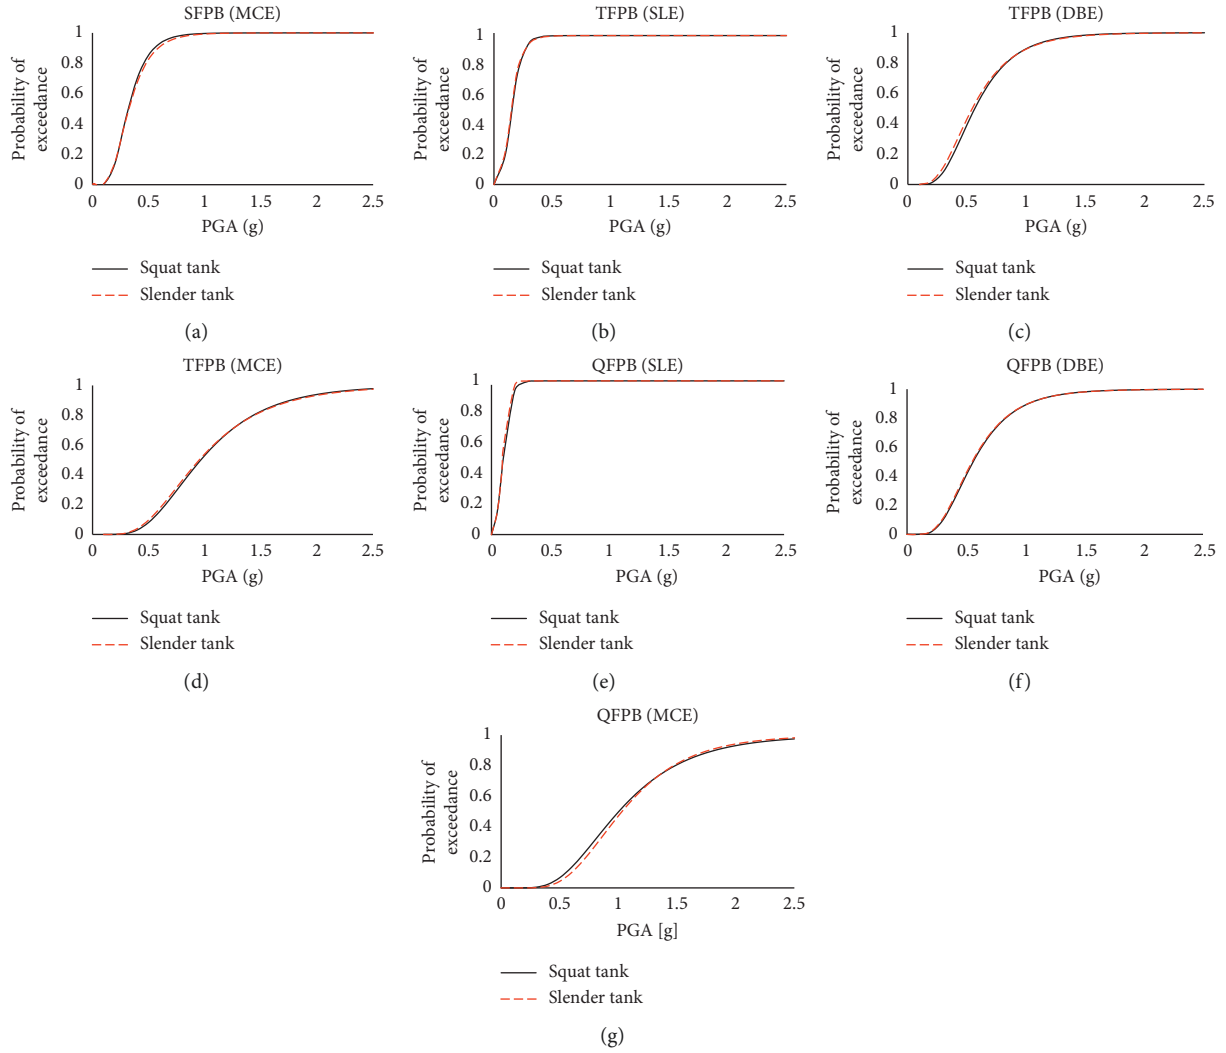 SFPB (MCE)
1
0.8
0.6
0.4
0.2
0
Probability of
exceedance
0 0.5 1 1.5 2 2.5
PGA (g)
Squat tank
Slender tank
(a)
TFPB (SLE)
1
0.8
0.6
0.4
0.2
0
Probability of
exceedance
0 0.5 1 1.5 2 2.5
PGA (g)
Squat tank
Slender tank
(b)
TFPB (DBE)
1
0.8
0.6
0.4
0.2
0
Probability of
exceedance
0 0.5 1 1.5 2 2.5
PGA (g)
Squat tank
Slender tank
(c)
TFPB (MCE)
1
0.8
0.6
0.4
0.2
0
Probability of
exceedance
0 0.5 1 1.5 2 2.5
PGA (g)
Squat tank
Slender tank
(d)
QFPB (SLE)
1
0.8
0.6
0.4
0.2
0
Probability of
exceedance
0 0.5 1 1.5 2 2.5
PGA (g)
Squat tank
Slender tank
(e)
QFPB (DBE)
1
0.8
0.6
0.4
0.2
0
Probability of
exceedance
0 0.5 1 1.5 2 2.5
PGA (g)
Squat tank
Slender tank
(f)
QFPB (MCE)
1
0.8
0.6
0.4
0.2
0
Probability of
exceedance
0 0.5 1 1.5 2 2.5
PGA [g]
Squat tank
Slender tank
(g)